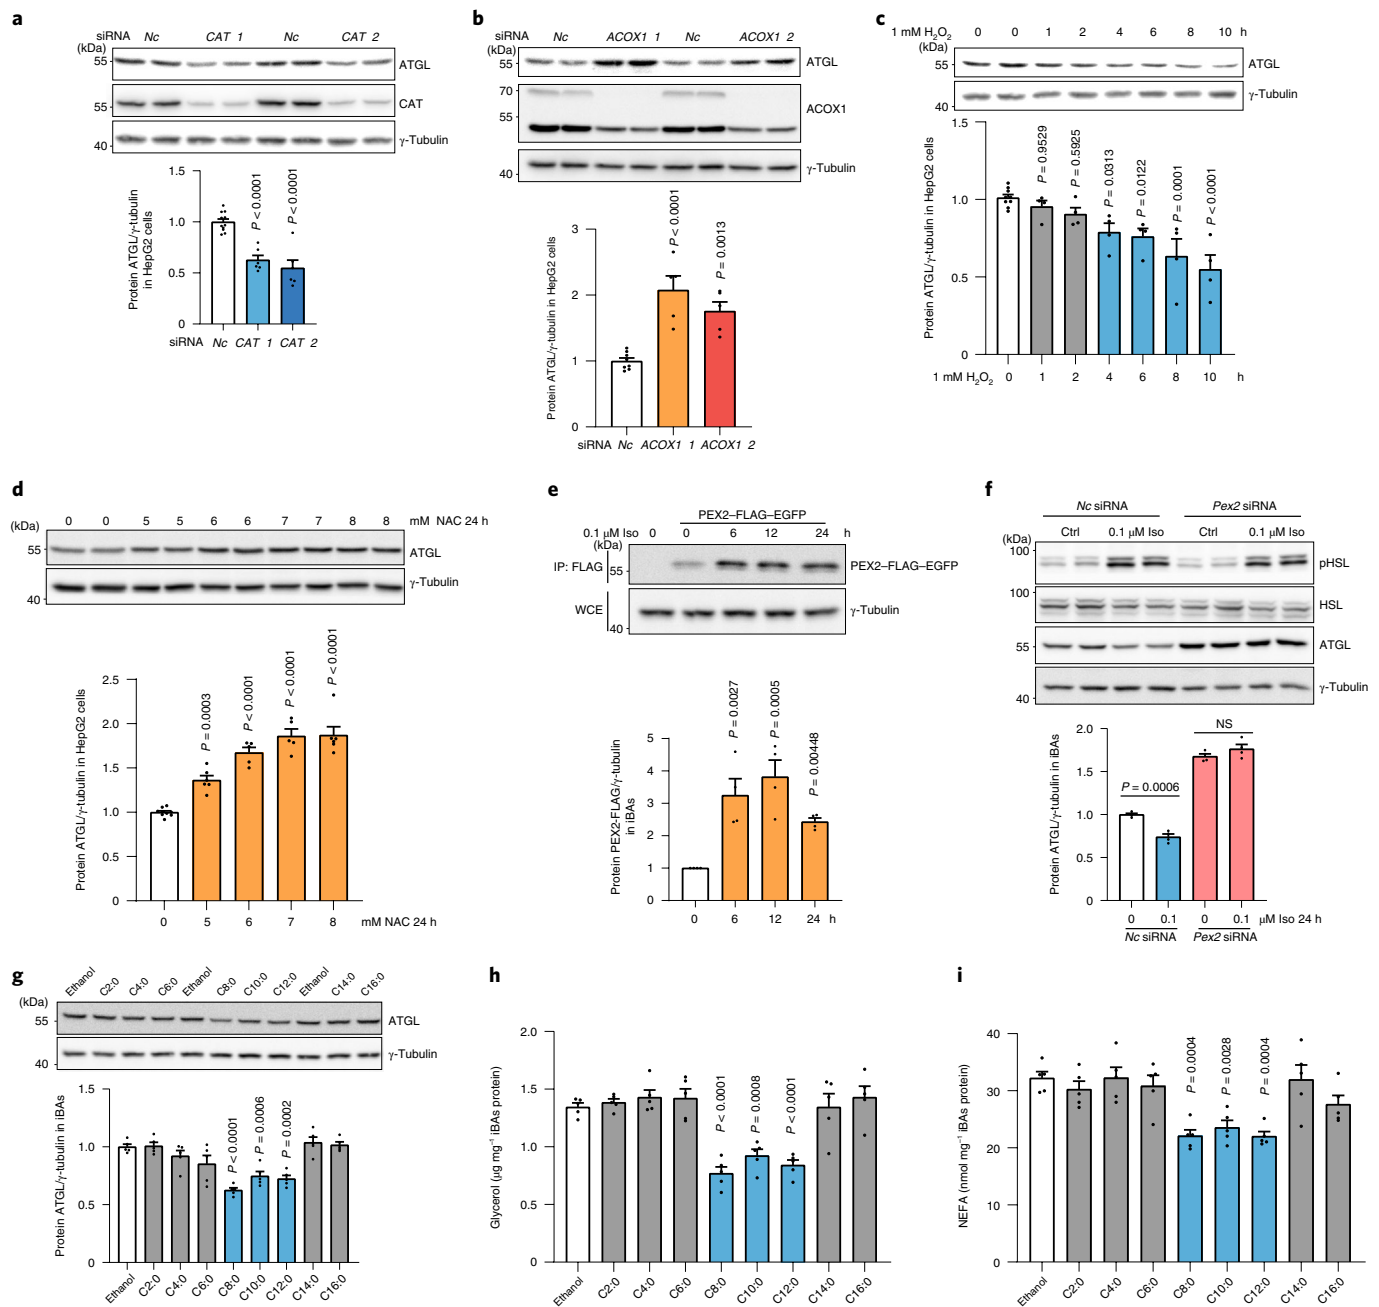 a
siRNA Nc CAT 1 Nc CAT 2
(kDa)
55 ATGL
55 CAT
40 γ-Tubulin
Protein ATGL/γ-tubulin
in HepG2 cells
1.5
1.0
0.5
0
P < 0.0001
P < 0.0001
siRNA Nc CAT 1 CAT 2
b
siRNA Nc ACOX1 1 Nc ACOX1 2
(kDa)
55 ATGL
70
55 ACOX1
40 γ-Tubulin
Protein ATGL/γ-tubulin in HepG2 cells
3
2
1
0
P < 0.0001
P = 0.0013
siRNA Nc ACOX1 1 ACOX1 2
c
1 mM H₂O₂ 0 0 1 2 4 6 8 10 h
(kDa)
55 ATGL
40 γ-Tubulin
Protein ATGL/γ-tubulin in HepG2 cells
1.5
1.0
0.5
0
P = 0.9529
P = 0.5925
P = 0.0313
P = 0.0122
P = 0.0001
P < 0.0001
1 mM H₂O₂ 0 1 2 4 6 8 10 h
d
(kDa) 0 0 5 5 6 6 7 7 8 8 mM NAC 24 h
55 ATGL
40 γ-Tubulin
Protein ATGL/γ-tubulin in HepG2 cells
2.5
2.0
1.5
1.0
0.5
0
P = 0.0003
P < 0.0001
P < 0.0001
P < 0.0001
0 5 6 7 8 mM NAC 24 h
e
PEX2–FLAG–EGFP
0.1 μM Iso 0 0 6 12 24 h
(kDa)
IP: FLAG 55 PEX2–FLAG–EGFP
WCE 40 γ-Tubulin
Protein PEX2-FLAG/γ-tubulin
in iBAs
5
4
3
2
1
0
P = 0.0027
P = 0.0005
P = 0.00448
0 6 12 24 h
f
Nc siRNA Pex2 siRNA
Ctrl 0.1 μM Iso Ctrl 0.1 μM Iso
(kDa)
100 pHSL
100 HSL
55 ATGL
40 γ-Tubulin
Protein ATGL/γ-tubulin in iBAs
2.0
1.5
1.0
0.5
0
P = 0.0006
NS
0 0.1 0 0.1 μM Iso 24 h
Nc siRNA Pex2 siRNA
g
Ethanol C2:0 C4:0 C6:0 Ethanol C8:0 C10:0 C12:0 Ethanol C14:0 C16:0
(kDa)
55 ATGL
40 γ-Tubulin
Protein ATGL/γ-tubulin in iBAs
1.5
1.0
0.5
0
P < 0.0001
P = 0.0006
P = 0.0002
Ethanol C2:0 C4:0 C6:0 C8:0 C10:0 C12:0 C14:0 C16:0
h
Glycerol (μg mg⁻¹ iBAs protein)
2.0
1.5
1.0
0.5
0
P < 0.0001
P = 0.0008
P < 0.0001
Ethanol C2:0 C4:0 C6:0 C8:0 C10:0 C12:0 C14:0 C16:0
i
NEFA (nmol mg⁻¹ iBAs protein)
40
30
20
10
0
P = 0.0004
P = 0.0028
P = 0.0004
Ethanol C2:0 C4:0 C6:0 C8:0 C10:0 C12:0 C14:0 C16:0